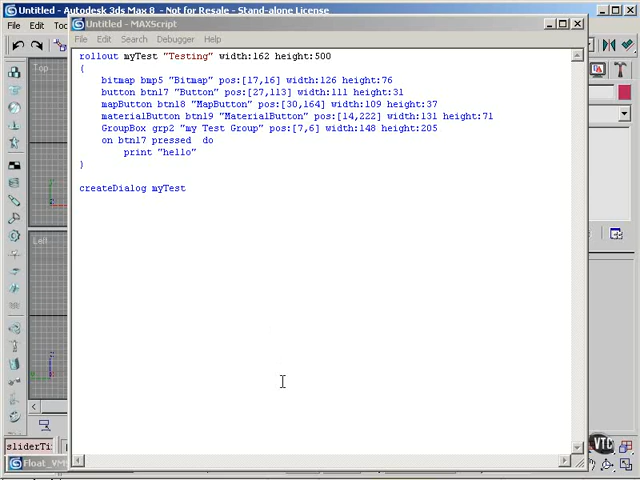 Untitled - Autodesk 3ds Max 8 - Not for Resale - Stand-alone License
File Edit To
Untitled - MAXScript
File Edit Search Debugger Help
Top
rollout myTest "Testing" width:162 height:500
{
bitmap bmp5 "Bitmap" pos:[17,16] width:126 height:76
button btn17 "Button" pos:[27,113] width:111 height:31
mapButton btn18 "MapButton" pos:[30,164] width:109 height:37
materialButton btn19 "MaterialButton" pos:[14,222] width:131 height:71
GroupBox grp2 "my Test Group" pos:[7,6] width:148 height:205
on btn17 pressed do
print "hello"
}
createDialog myTest
Left
sliderTi
Float_VM
VTC